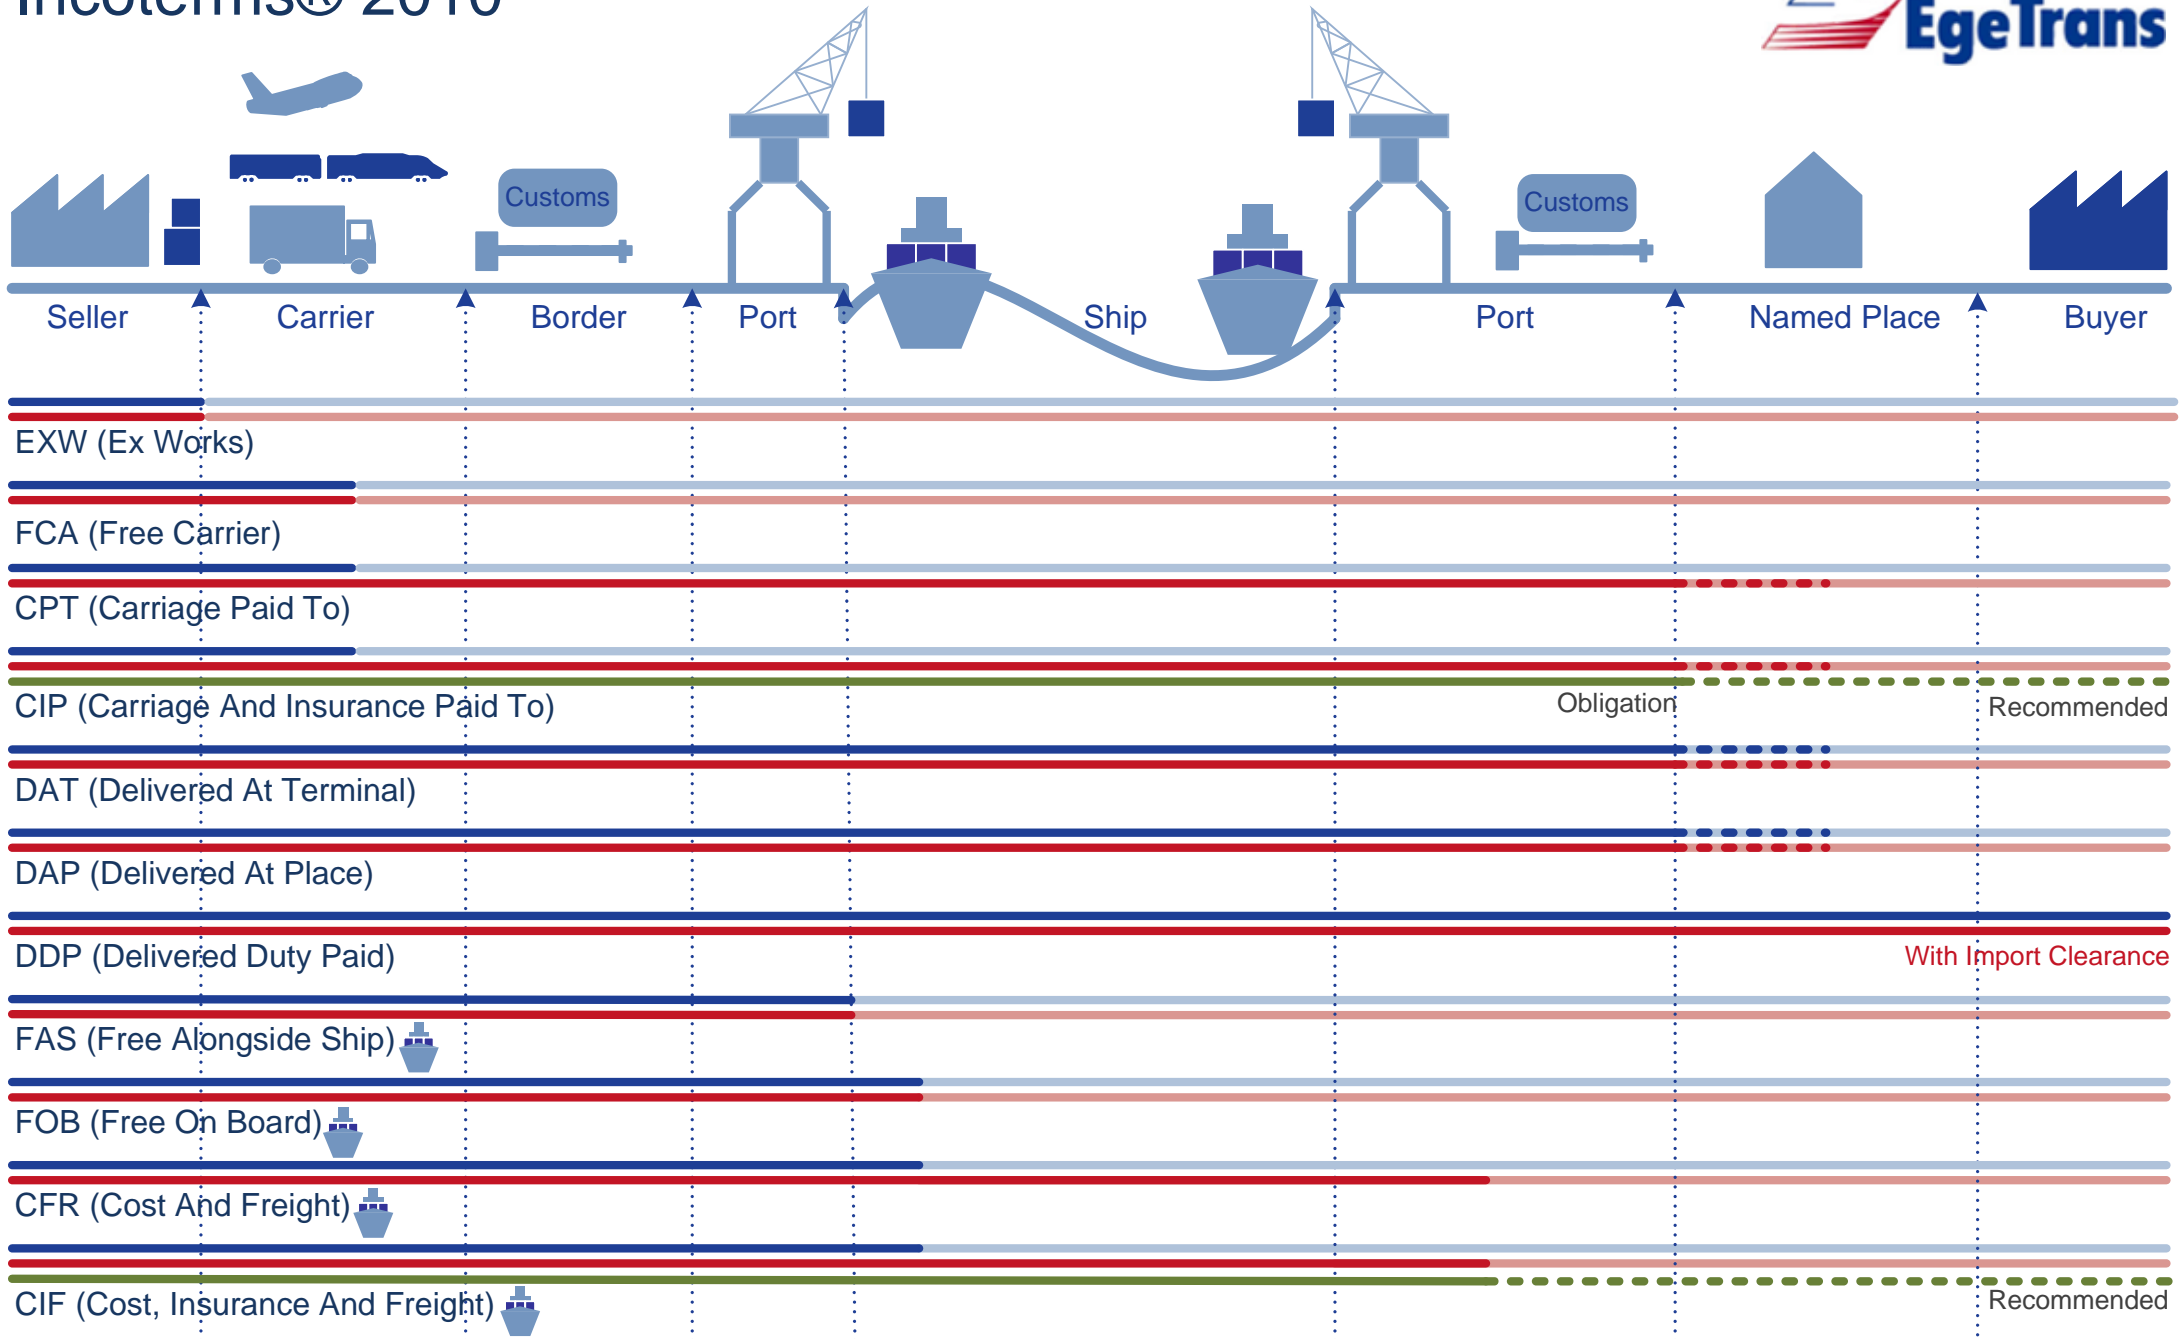 Incoterms® 2010
EgeTrans
Customs
Customs
Seller
Carrier
Border
Port
Ship
Port
Named Place
Buyer
EXW (Ex Works)
FCA (Free Carrier)
CPT (Carriage Paid To)
CIP (Carriage And Insurance Paid To)
Obligation
Recommended
DAT (Delivered At Terminal)
DAP (Delivered At Place)
DDP (Delivered Duty Paid)
With Import Clearance
FAS (Free Alongside Ship)
FOB (Free On Board)
CFR (Cost And Freight)
CIF (Cost, Insurance And Freight)
Recommended